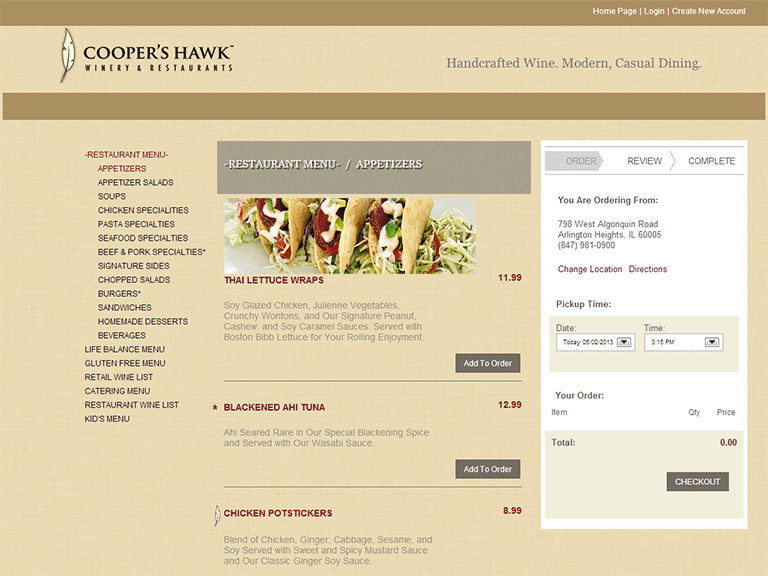 Home Page | Login | Create New Account
COOPER'S HAWK™
WINERY & RESTAURANTS
Handcrafted Wine. Modern, Casual Dining.
-RESTAURANT MENU-
APPETIZERS
APPETIZER SALADS
SOUPS
CHICKEN SPECIALITIES
PASTA SPECIALTIES
SEAFOOD SPECIALTIES
BEEF & PORK SPECIALTIES*
SIGNATURE SIDES
CHOPPED SALADS
BURGERS*
SANDWICHES
HOMEMADE DESSERTS
BEVERAGES
LIFE BALANCE MENU
GLUTEN FREE MENU
RETAIL WINE LIST
CATERING MENU
RESTAURANT WINE LIST
KID'S MENU
-RESTAURANT MENU- / APPETIZERS
THAI LETTUCE WRAPS 11.99
Soy Glazed Chicken, Julienne Vegetables,
Crunchy Wontons, and Our Signature Peanut,
Cashew, and Soy Caramel Sauces. Served with
Boston Bibb Lettuce for Your Rolling Enjoyment.
Add To Order
* BLACKENED AHI TUNA 12.99
Ahi Seared Rare in Our Special Blackening Spice
and Served with Our Wasabi Sauce.
Add To Order
CHICKEN POTSTICKERS 8.99
Blend of Chicken, Ginger, Cabbage, Sesame, and
Soy Served with Sweet and Spicy Mustard Sauce
and Our Classic Ginger Soy Sauce.
ORDER REVIEW COMPLETE
You Are Ordering From:
798 West Algonquin Road
Arlington Heights, IL 60005
(847) 981-0900
Change Location Directions
Pickup Time:
Date: Time:
Today 05/02/2013 3:15 PM
Your Order:
Item Qty Price
Total: 0.00
CHECKOUT